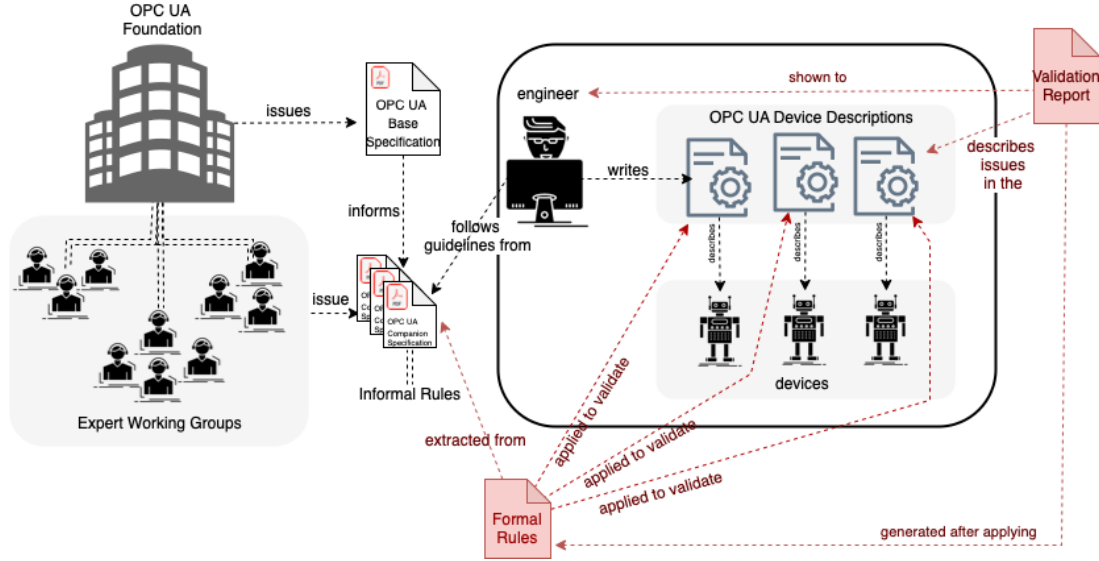 OPC UA
Foundation
issues
PDF
OPC UA
Base
Specification
informs
issue
PDF
OPC UA
Companion
Specification
Informal Rules
Expert Working Groups
engineer
writes
follows
guidelines from
OPC UA Device Descriptions
describes
describes
describes
devices
shown to
Validation
Report
describes
issues
in the
extracted from
applied to validate
applied to validate
applied to validate
Formal
Rules
generated after applying